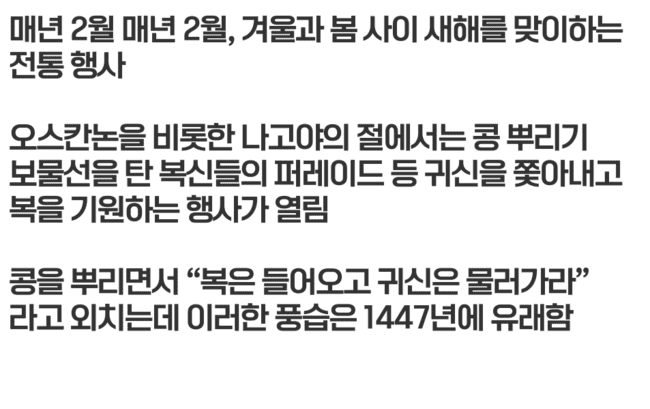 매년 2월 매년 2월, 겨울과 봄 사이 새해를 맞이하는
전통 행사
오스칸논을 비롯한 나고야의 절에서는 콩 뿌리기
보물선을 탄 복신들의 퍼레이드 등 귀신을 쫓아내고
복을 기원하는 행사가 열림
콩을 뿌리면서 “복은 들어오고 귀신은 물러가라”
라고 외치는데 이러한 풍습은 1447년에 유래함